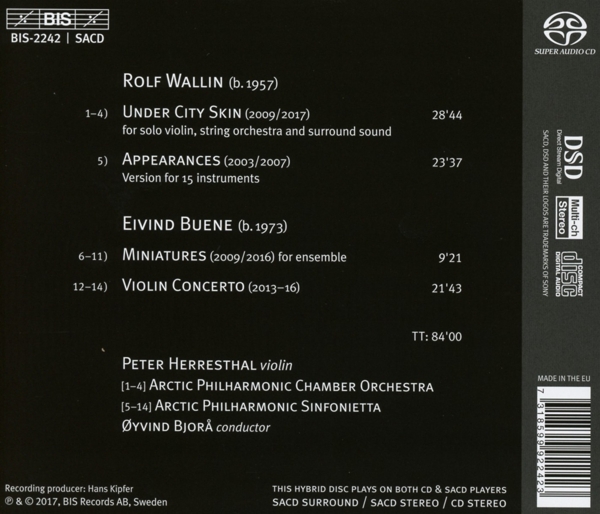 BIS
BIS-2242 | SACD
SUPER AUDIO CD
ROLF WALLIN (b. 1957)
1–4) UNDER CITY SKIN (2009/2017) 28'44
for solo violin, string orchestra and surround sound
5) APPEARANCES (2003/2007) 23'37
Version for 15 instruments
EIVIND BUENE (b. 1973)
6–11) MINIATURES (2009/2016) for ensemble 9'21
12–14) VIOLIN CONCERTO (2013–16) 21'43
TT: 84'00
PETER HERRESTHAL violin
[1–4] ARCTIC PHILHARMONIC CHAMBER ORCHESTRA
[5–14] ARCTIC PHILHARMONIC SINFONIETTA
ØYVIND BJORÅ conductor
Recording producer: Hans Kipfer
℗ & © 2017, BIS Records AB, Sweden
THIS HYBRID DISC PLAYS ON BOTH CD & SACD PLAYERS
SACD SURROUND / SACD STEREO / CD STEREO
DSD
Direct Stream Digital
Multi-ch
Stereo
COMPACT
disc
DIGITAL AUDIO
SACD, DSD AND THEIR LOGOS ARE TRADEMARKS OF SONY
MADE IN THE EU
7 318599 922423